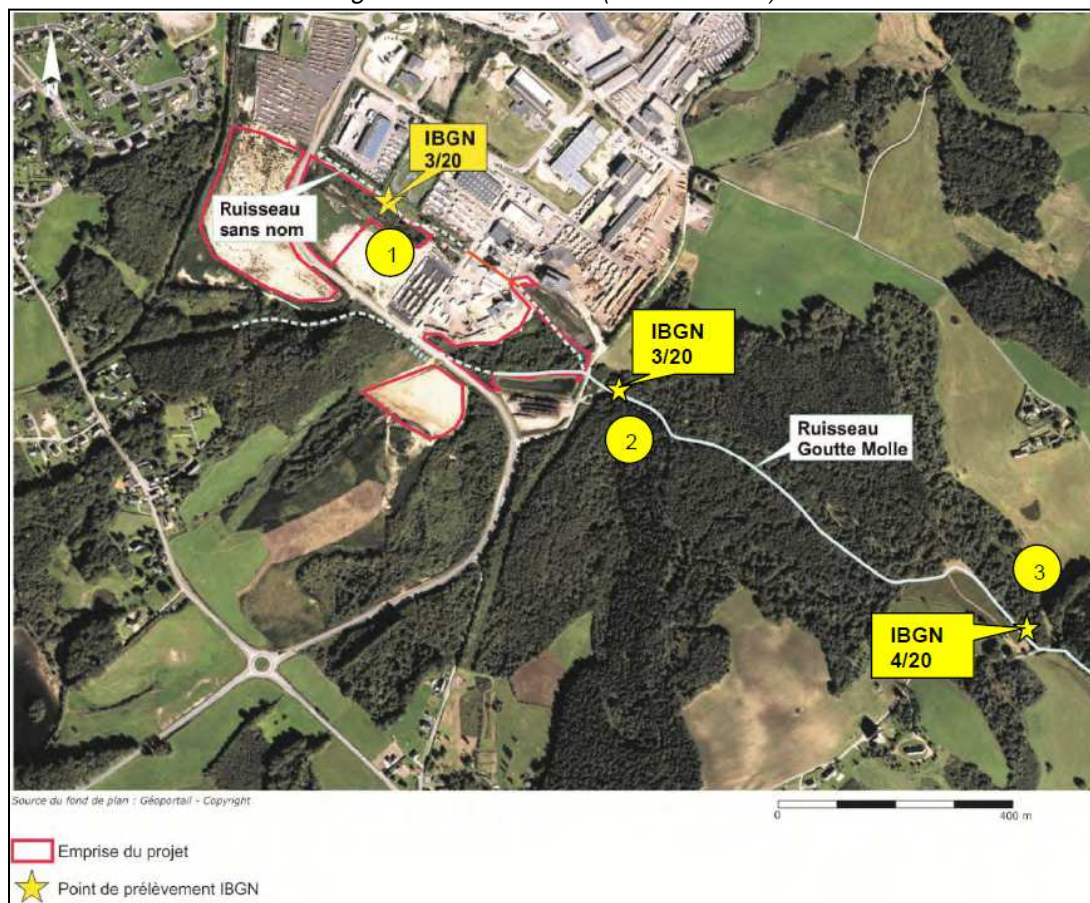 IBGN
3/20
Ruisseau
sans nom
1
IBGN
3/20
2
Ruisseau
Goutte Molle
3
IBGN
4/20
Source du fond de plan : Géoportail - Copyright
0
400 m
Emprise du projet
Point de prélèvement IBGN